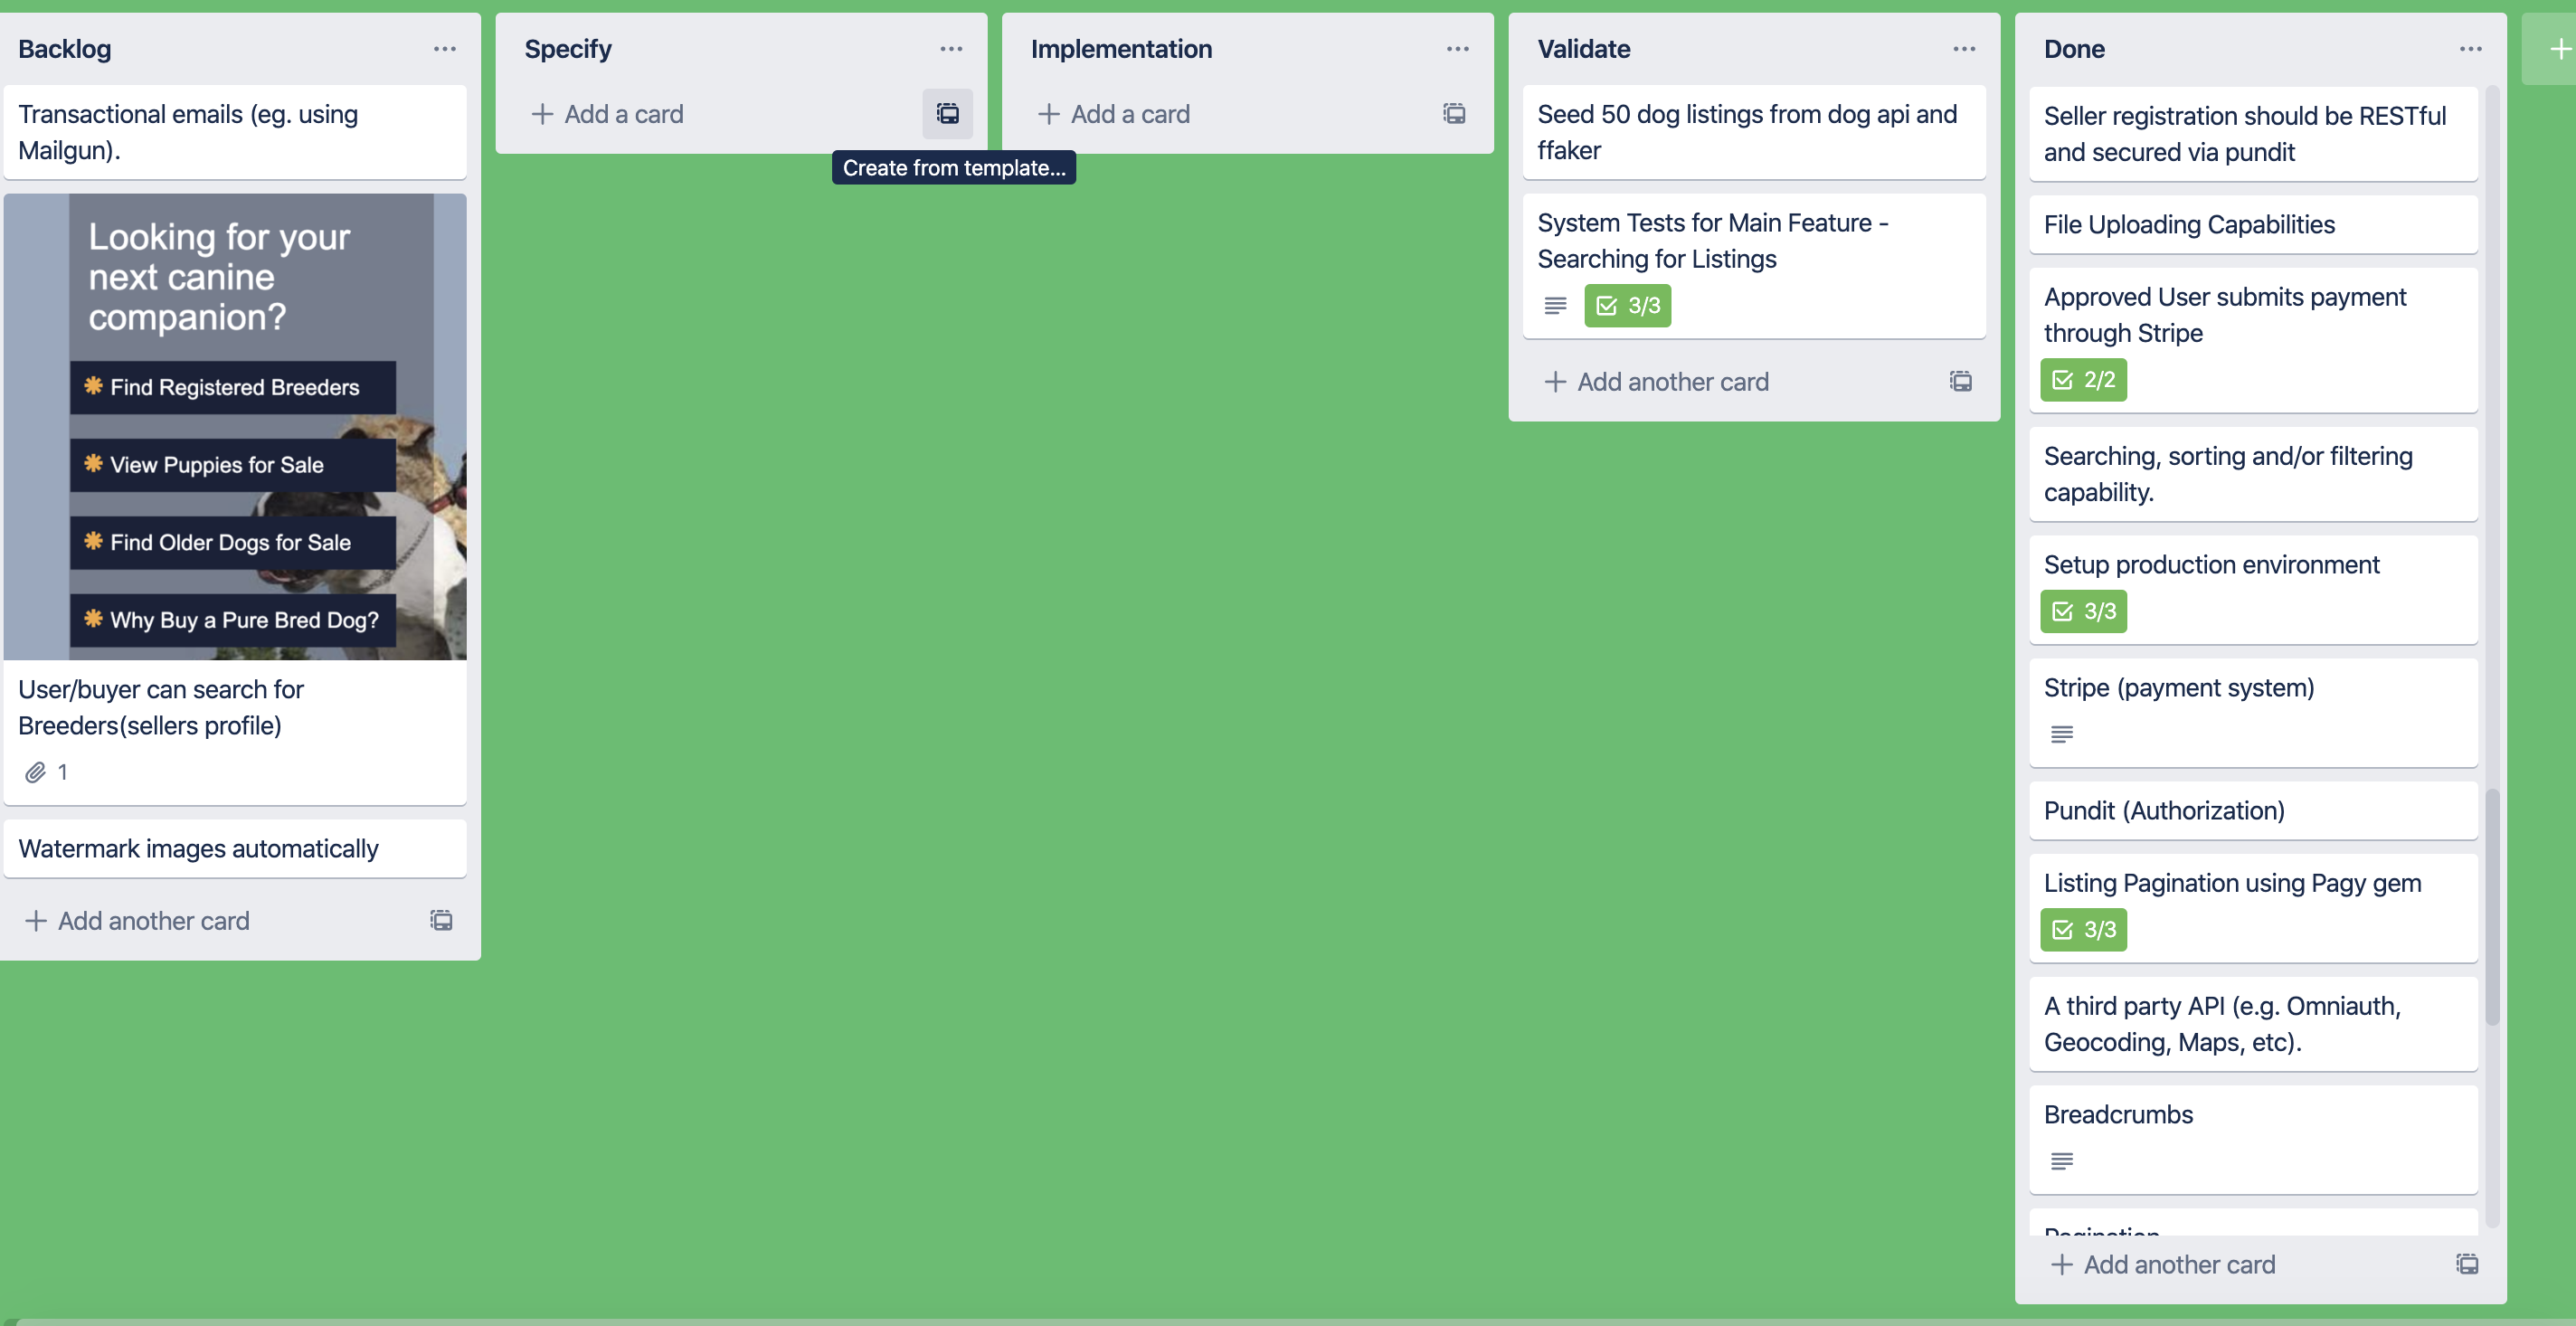 Backlog
Transactional emails (eg. using
Mailgun).
Looking for your
next canine
companion?
Find Registered Breeders
View Puppies for Sale
Find Older Dogs for Sale
Why Buy a Pure Bred Dog?
User/buyer can search for
Breeders(sellers profile)
1
Watermark images automatically
+ Add another card
Specify
+ Add a card
Create from template...
Implementation
+ Add a card
Validate
Seed 50 dog listings from dog api and
ffaker
System Tests for Main Feature -
Searching for Listings
3/3
+ Add another card
Done
Seller registration should be RESTful
and secured via pundit
File Uploading Capabilities
Approved User submits payment
through Stripe
2/2
Searching, sorting and/or filtering
capability.
Setup production environment
3/3
Stripe (payment system)
Pundit (Authorization)
Listing Pagination using Pagy gem
3/3
A third party API (e.g. Omniauth,
Geocoding, Maps, etc).
Breadcrumbs
Pagination
+ Add another card